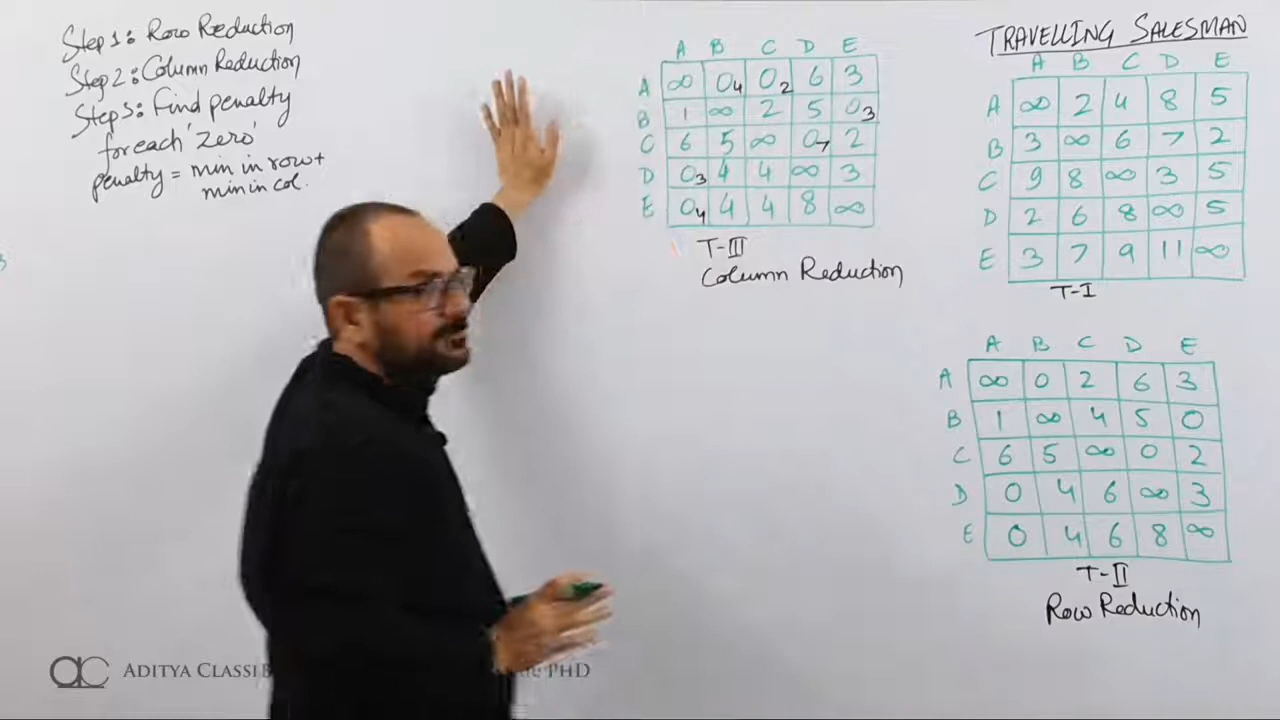 Step 1: Row Reduction
Step 2: Column Reduction
Step 3: Find penalty
for each 'zero'
penalty = min in row +
min in col.
A B C D E
A ∞ 0₄ 0₂ 6 3
B 1 ∞ 2 5 0₃
C 6 5 ∞ 0₇ 2
D 0₃ 4 4 ∞ 3
E 0₄ 4 4 8 ∞
T-III
Column Reduction
TRAVELLING SALESMAN
A B C D E
A ∞ 2 4 8 5
B 3 ∞ 6 7 2
C 9 8 ∞ 3 5
D 2 6 8 ∞ 5
E 3 7 9 11 ∞
T-I
A B C D E
A ∞ 0 2 6 3
B 1 ∞ 4 5 0
C 6 5 ∞ 0 2
D 0 4 6 ∞ 3
E 0 4 6 8 ∞
T-II
Row Reduction
ac ADITYA CLASSES PHD